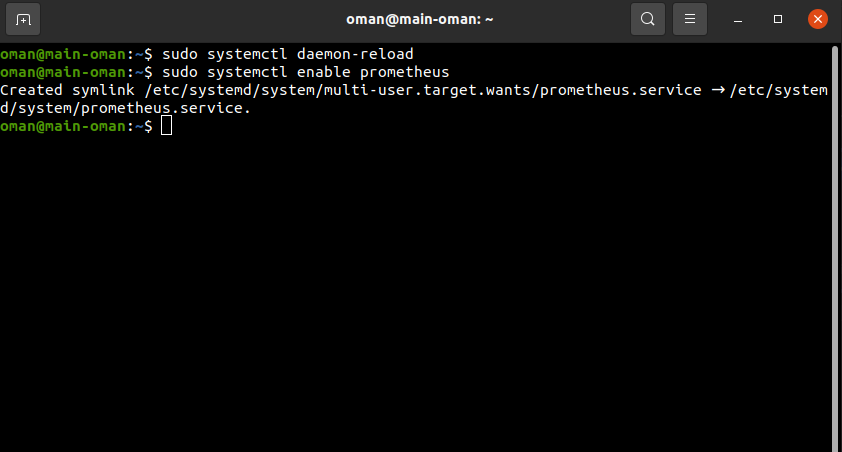 oman@main-oman: ~
oman@main-oman:~$ sudo systemctl daemon-reload
oman@main-oman:~$ sudo systemctl enable prometheus
Created symlink /etc/systemd/system/multi-user.target.wants/prometheus.service → /etc/system
d/system/prometheus.service.
oman@main-oman:~$